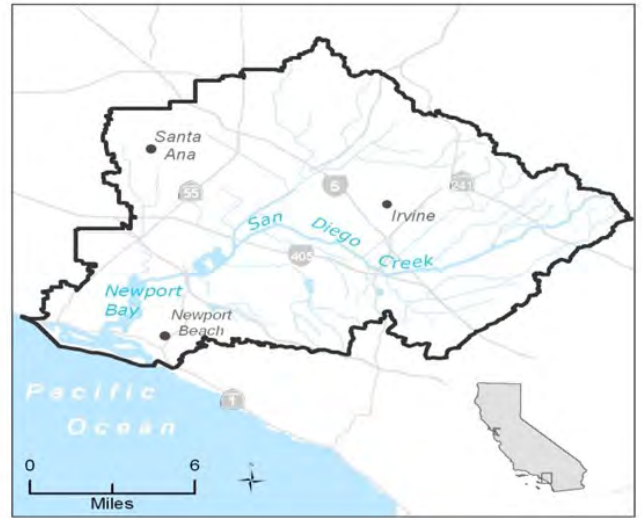 Santa
Ana
55
5
241
Irvine
San
Diego
Creek
405
Newport
Bay
Newport
Beach
Pacific
Ocean
1
0
6
Miles